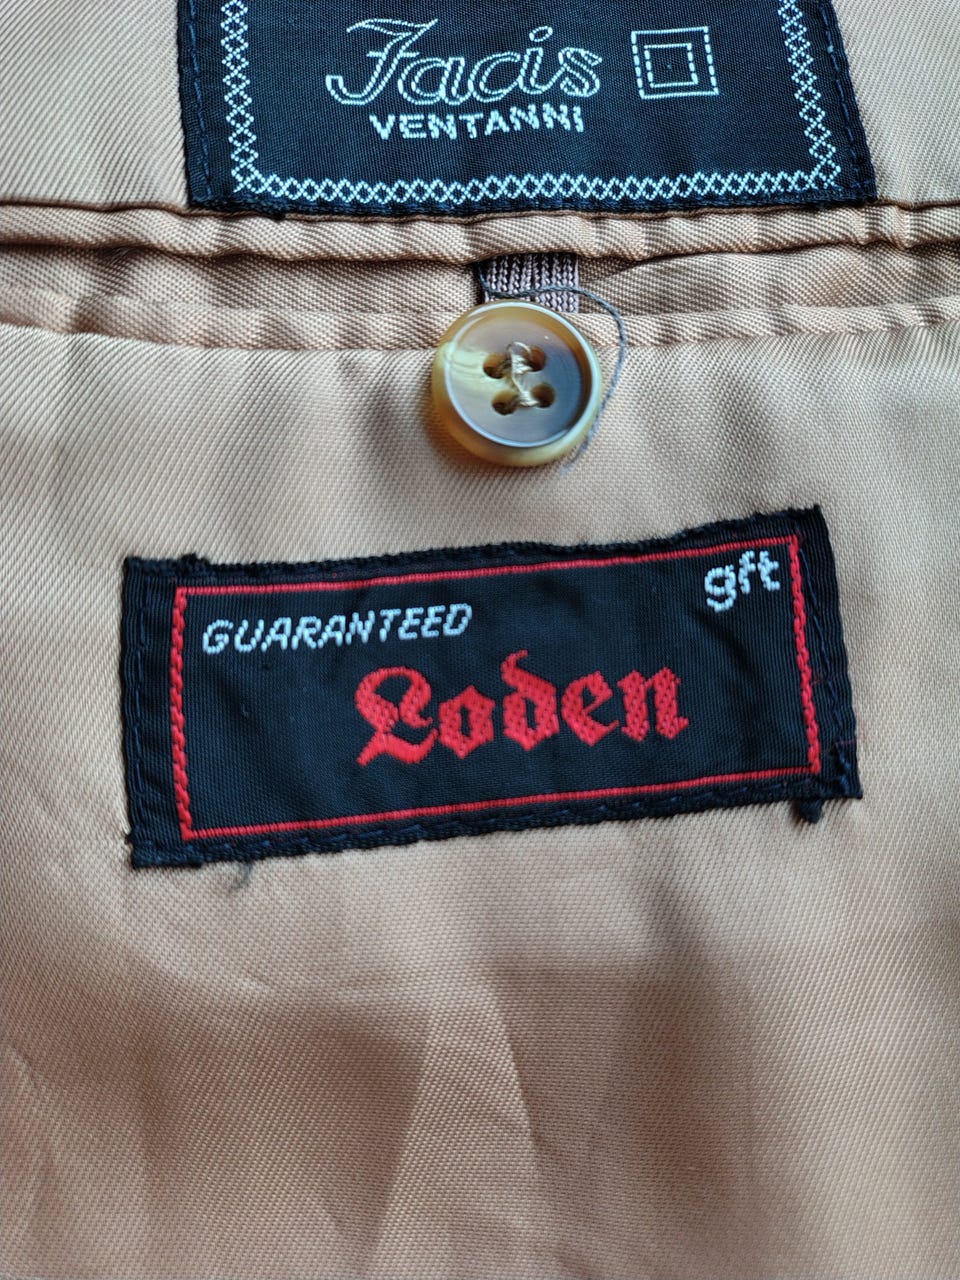 Facis
VENTANNI
gft
GUARANTEED
Loden